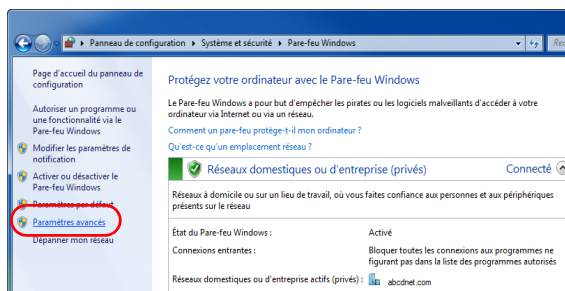 Panneau de configuration ▸ Système et sécurité ▸ Pare-feu Windows
Page d'accueil du panneau de
configuration
Autoriser un programme ou
une fonctionnalité via le
Pare-feu Windows
Modifier les paramètres de
notification
Activer ou désactiver le
Pare-feu Windows
Paramètres par défaut
Paramètres avancés
Dépanner mon réseau
Protégez votre ordinateur avec le Pare-feu Windows
Le Pare-feu Windows a pour but d'empêcher les pirates ou les logiciels malveillants d'accéder à votre
ordinateur via Internet ou via un réseau.
Comment un pare-feu protège-t-il mon ordinateur ?
Qu'est-ce qu'un emplacement réseau ?
Réseaux domestiques ou d'entreprise (privés) Connecté
Réseaux à domicile ou sur un lieu de travail, où vous faites confiance aux personnes et aux périphériques
présents sur le réseau
État du Pare-feu Windows : Activé
Connexions entrantes : Bloquer toutes les connexions aux programmes ne
figurant pas dans la liste des programmes autorisés
Réseaux domestiques ou d'entreprise actifs (privés) : abcdnet.com